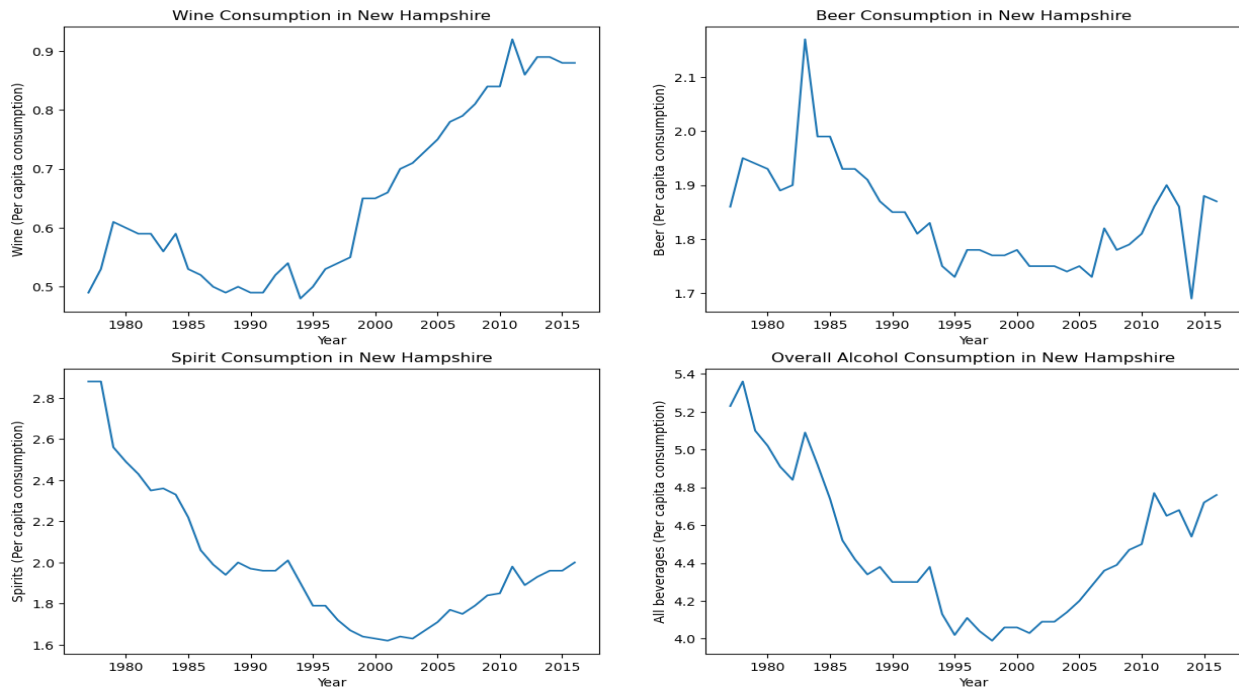 Wine Consumption in New Hampshire
Wine (Per capita consumption)
0.9
0.8
0.7
0.6
0.5
1980 1985 1990 1995 2000 2005 2010 2015
Year
Beer Consumption in New Hampshire
Beer (Per capita consumption)
2.1
2.0
1.9
1.8
1.7
1980 1985 1990 1995 2000 2005 2010 2015
Year
Spirit Consumption in New Hampshire
Spirits (Per capita consumption)
2.8
2.6
2.4
2.2
2.0
1.8
1.6
1980 1985 1990 1995 2000 2005 2010 2015
Year
Overall Alcohol Consumption in New Hampshire
All beverages (Per capita consumption)
5.4
5.2
5.0
4.8
4.6
4.4
4.2
4.0
1980 1985 1990 1995 2000 2005 2010 2015
Year